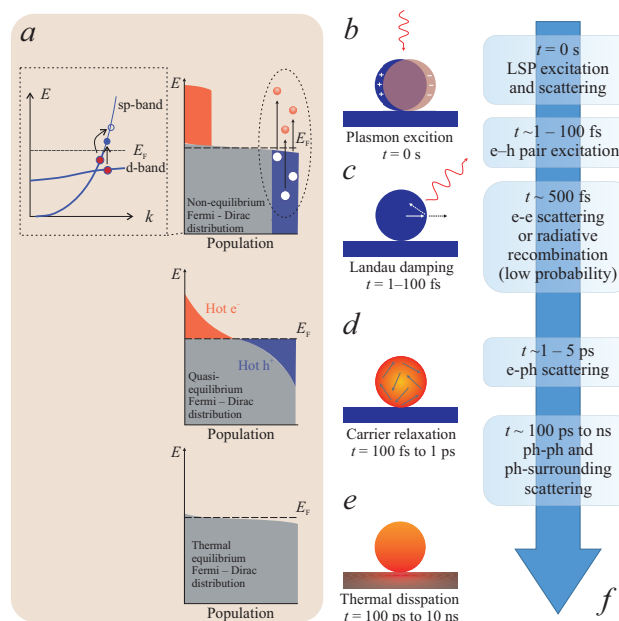 a
E
sp-band
E_F
d-band
k
E
E_F
Non-equilibrium
Fermi - Dirac
distributiom
Population
E
Hot e⁻
E_F
Hot h⁺
Quasi-
equilibrium
Fermi – Dirac
distribution
Population
E
E_F
Thermal
equilibrium
Fermi – Dirac
distribution
Population
b
+
+
+
−
−
−
Plasmon excition
t = 0 s
c
Landau damping
t = 1–100 fs
d
Carrier relaxation
t = 100 fs to 1 ps
e
Thermal disspation
t = 100 ps to 10 ns
t = 0 s
LSP excitation
and scattering
t ~1 – 100 fs
e–h pair excitation
t ~ 500 fs
e-e scattering
or radiative
recombination
(low probability)
t ~1 – 5 ps
e-ph scattering
t ~ 100 ps to ns
ph-ph and
ph-surrounding
scattering
f